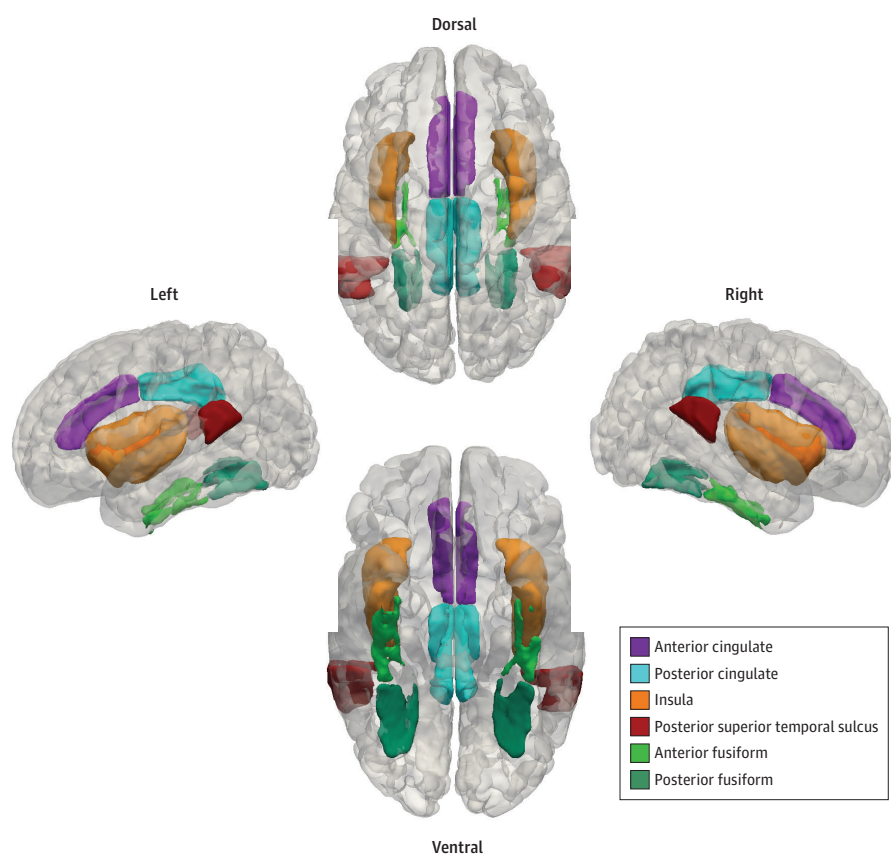 Dorsal
Left
Right
Anterior cingulate
Posterior cingulate
Insula
Posterior superior temporal sulcus
Anterior fusiform
Posterior fusiform
Ventral